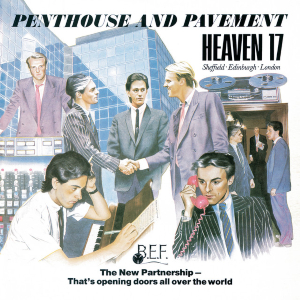 PENTHOUSE AND PAVEMENT
HEAVEN 17
Sheffield · Edinburgh · London
B.E.F.
The New Partnership –
That's opening doors all over the world